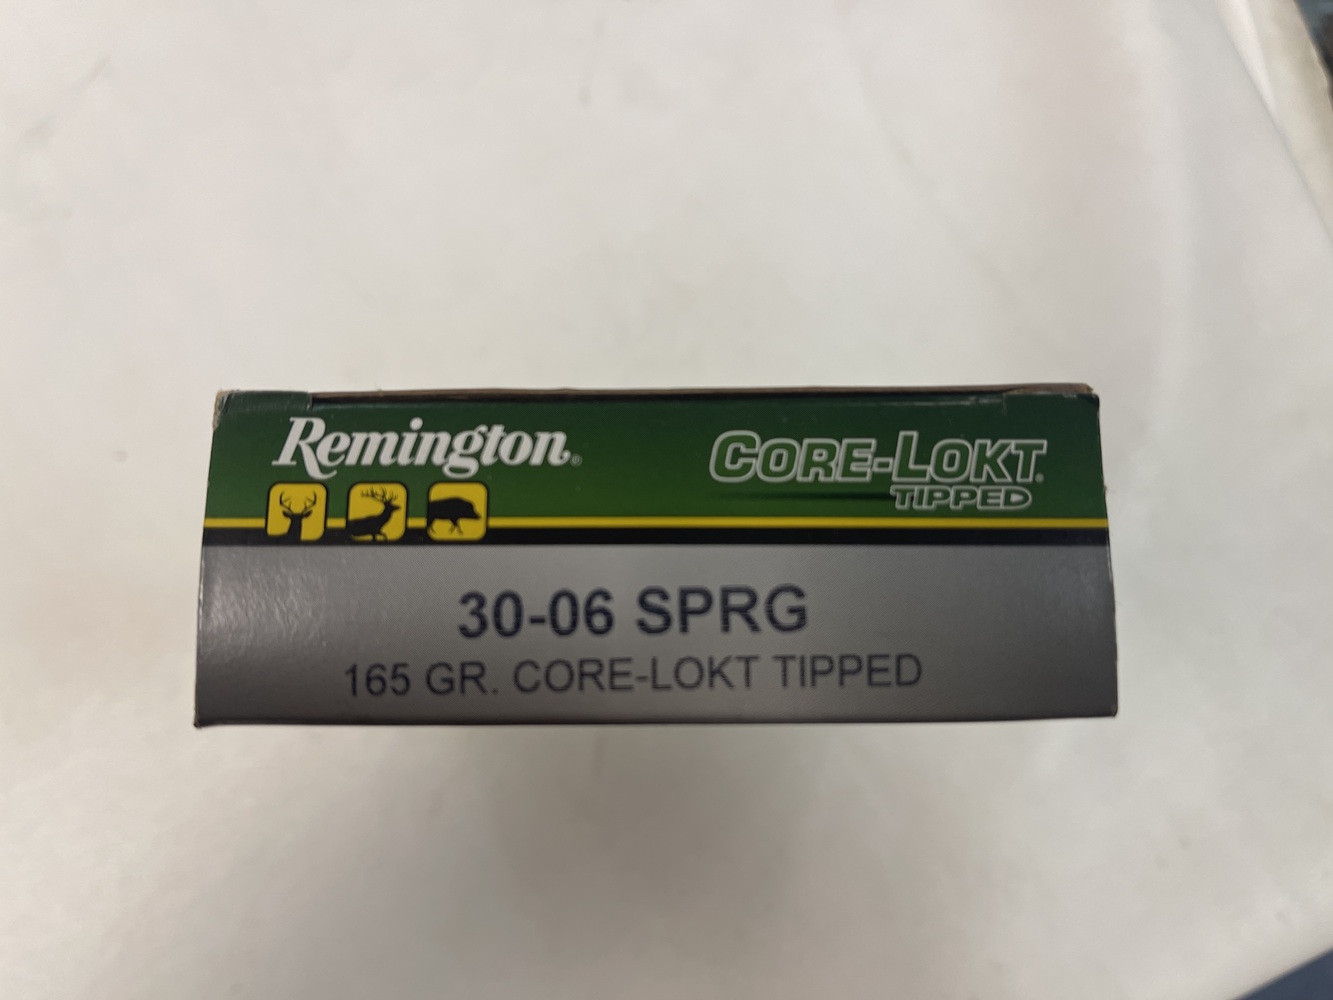 Remington®
CORE-LOKT®
TIPPED
30-06 SPRG
165 GR. CORE-LOKT TIPPED